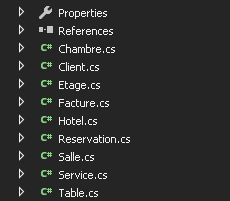 Properties
References
C# Chambre.cs
C# Client.cs
C# Etage.cs
C# Facture.cs
C# Hotel.cs
C# Reservation.cs
C# Salle.cs
C# Service.cs
C# Table.cs